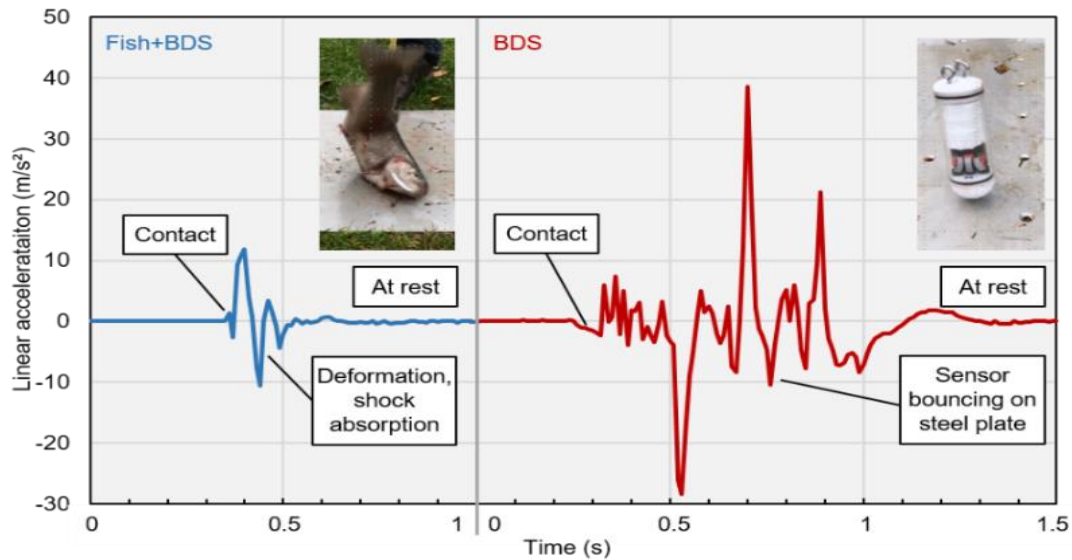 50
40
30
20
10
0
-10
-20
-30
Linear accelerataiton (m/s²)
Fish+BDS
BDS
Contact
At rest
Deformation,
shock
absorption
Contact
At rest
Sensor
bouncing on
steel plate
0
0.5
1
0
0.5
1
1.5
Time (s)